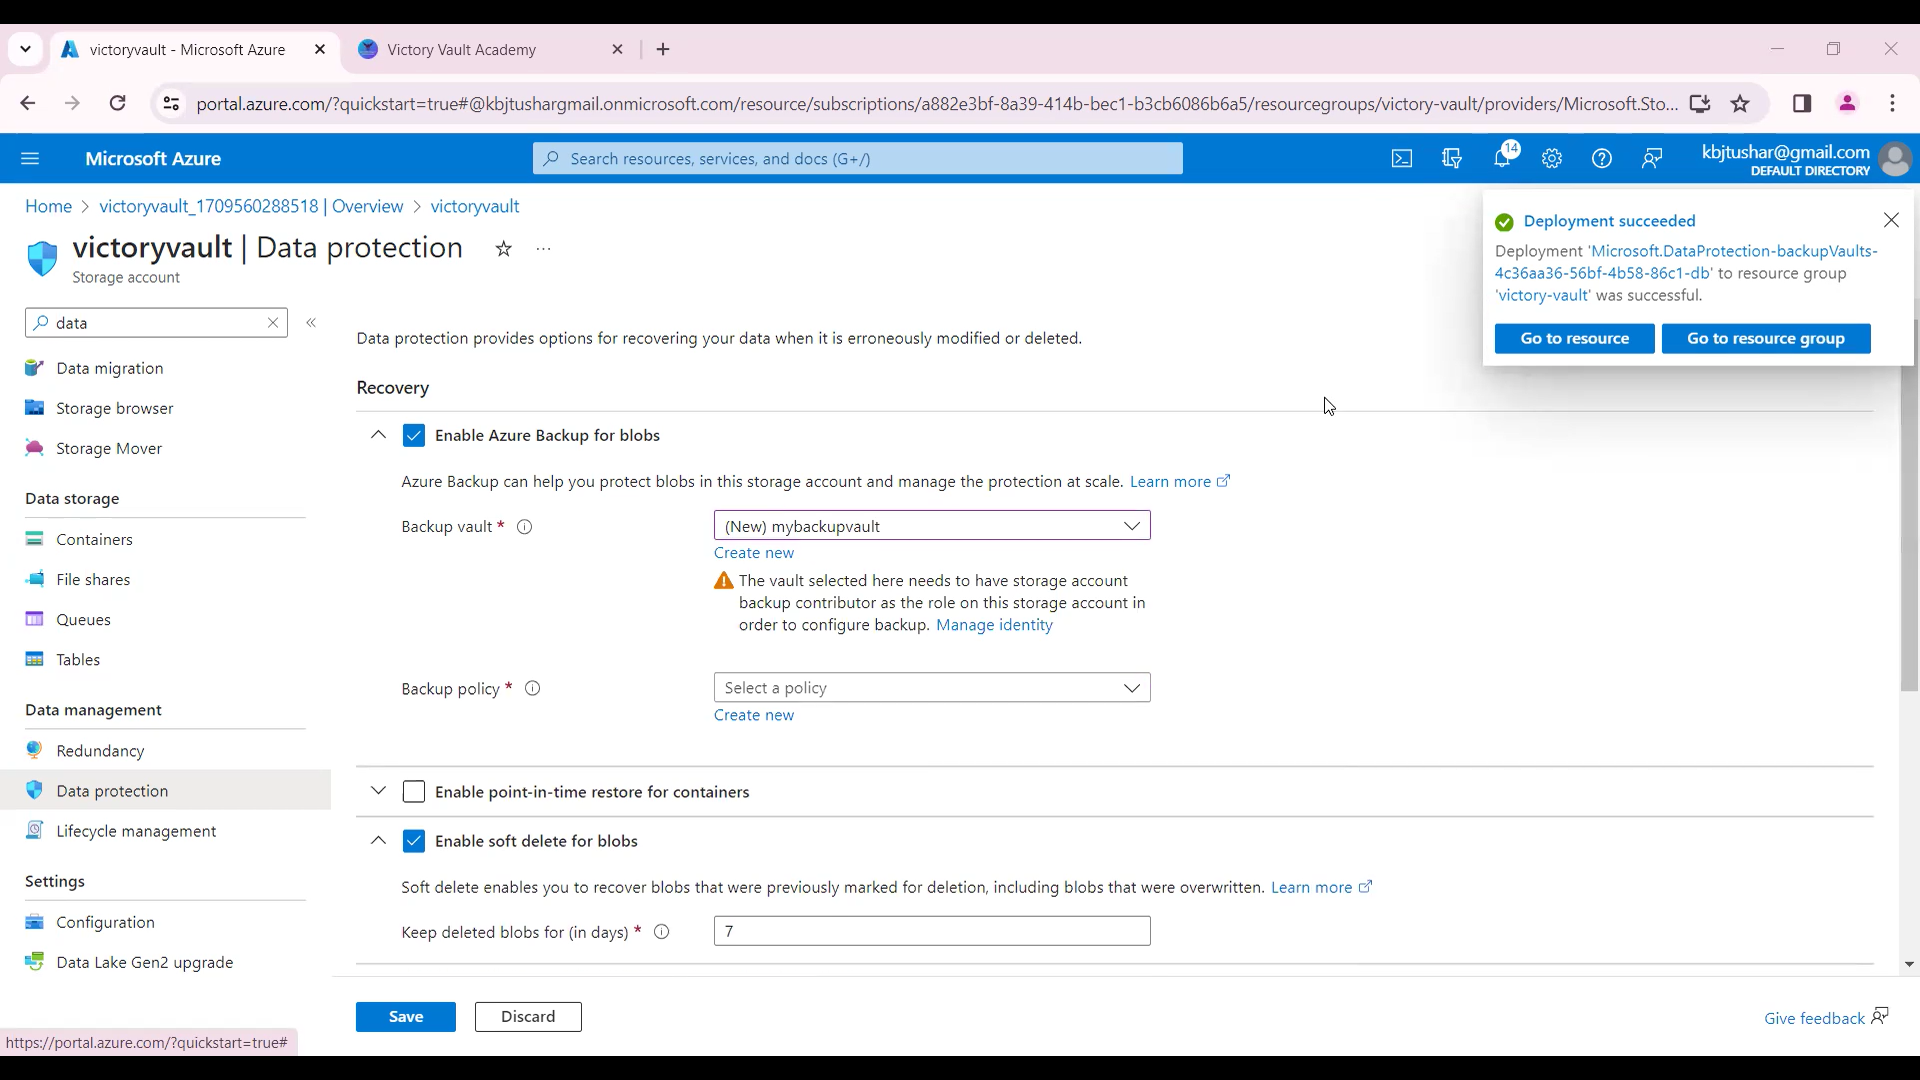 victoryvault - Microsoft Azure
Victory Vault Academy
portal.azure.com/?quickstart=true#@kbjtushargmail.onmicrosoft.com/resource/subscriptions/a882e3bf-8a39-414b-bec1-b3cb6086b6a5/resourcegroups/victory-vault/providers/Microsoft.Sto...
Microsoft Azure
Search resources, services, and docs (G+/)
14
kbjtushar@gmail.com
DEFAULT DIRECTORY
Home > victoryvault_1709560288518 | Overview > victoryvault
victoryvault | Data protection
Storage account
Deployment succeeded
Deployment 'Microsoft.DataProtection-backupVaults-
4c36aa36-56bf-4b58-86c1-db' to resource group
'victory-vault' was successful.
Go to resource
Go to resource group
data
Data migration
Storage browser
Storage Mover
Data storage
Containers
File shares
Queues
Tables
Data management
Redundancy
Data protection
Lifecycle management
Settings
Configuration
Data Lake Gen2 upgrade
Data protection provides options for recovering your data when it is erroneously modified or deleted.
Recovery
Enable Azure Backup for blobs
Azure Backup can help you protect blobs in this storage account and manage the protection at scale. Learn more
Backup vault *
(New) mybackupvault
Create new
The vault selected here needs to have storage account
backup contributor as the role on this storage account in
order to configure backup. Manage identity
Backup policy *
Select a policy
Create new
Enable point-in-time restore for containers
Enable soft delete for blobs
Soft delete enables you to recover blobs that were previously marked for deletion, including blobs that were overwritten. Learn more
Keep deleted blobs for (in days) *
7
Save
Discard
Give feedback
https://portal.azure.com/?quickstart=true#